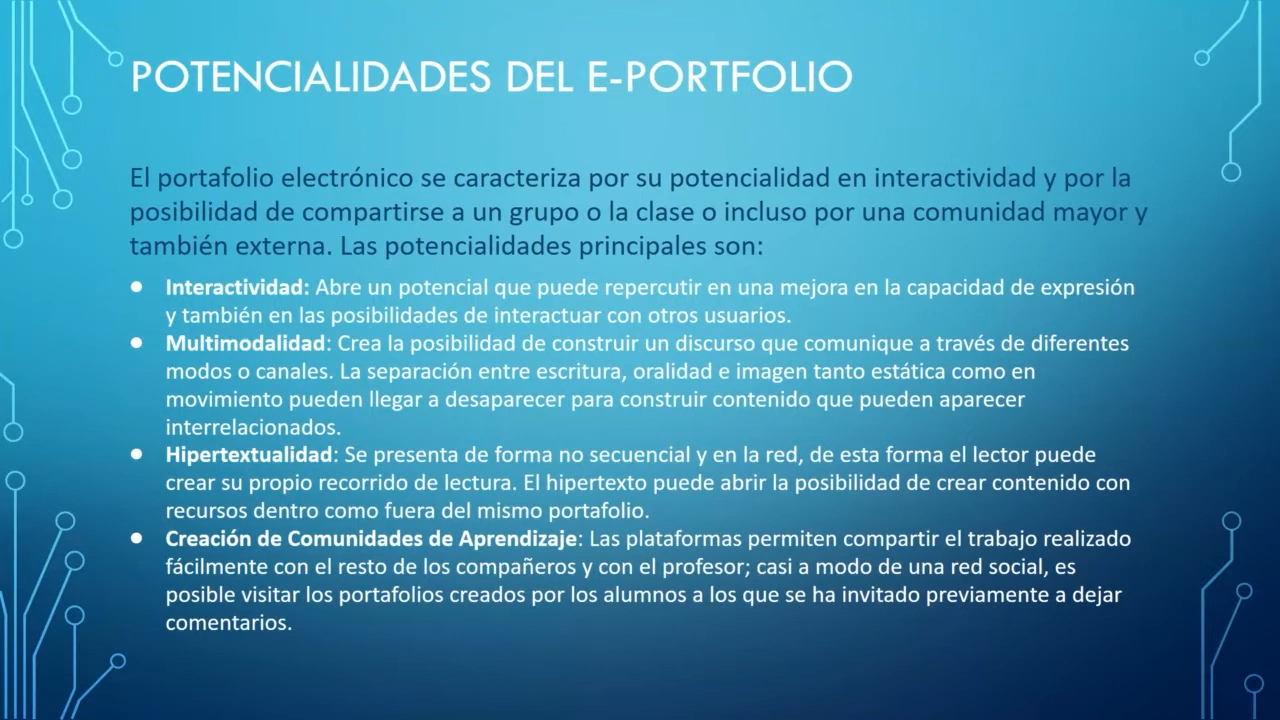 POTENCIALIDADES DEL E-PORTFOLIO
El portafolio electrónico se caracteriza por su potencialidad en interactividad y por la
posibilidad de compartirse a un grupo o la clase o incluso por una comunidad mayor y
también externa. Las potencialidades principales son:
● Interactividad: Abre un potencial que puede repercutir en una mejora en la capacidad de expresión
y también en las posibilidades de interactuar con otros usuarios.
● Multimodalidad: Crea la posibilidad de construir un discurso que comunique a través de diferentes
modos o canales. La separación entre escritura, oralidad e imagen tanto estática como en
movimiento pueden llegar a desaparecer para construir contenido que pueden aparecer
interrelacionados.
● Hipertextualidad: Se presenta de forma no secuencial y en la red, de esta forma el lector puede
crear su propio recorrido de lectura. El hipertexto puede abrir la posibilidad de crear contenido con
recursos dentro como fuera del mismo portafolio.
● Creación de Comunidades de Aprendizaje: Las plataformas permiten compartir el trabajo realizado
fácilmente con el resto de los compañeros y con el profesor; casi a modo de una red social, es
posible visitar los portafolios creados por los alumnos a los que se ha invitado previamente a dejar
comentarios.